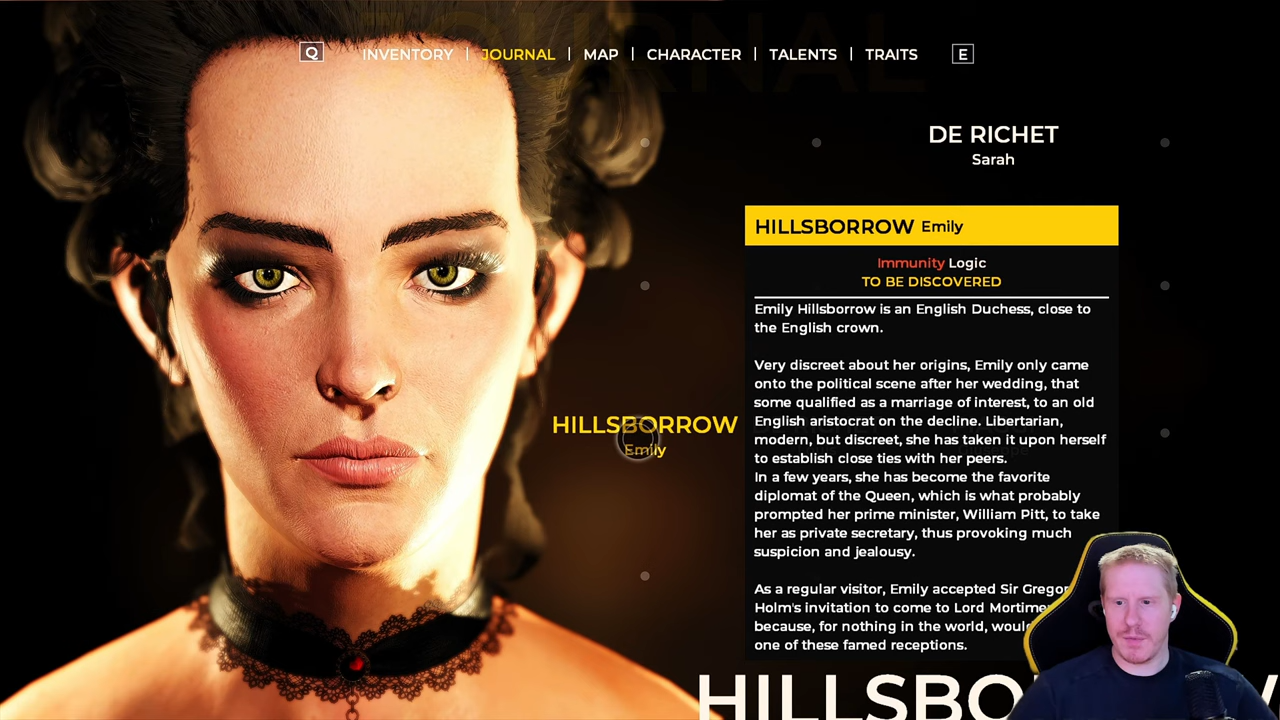 JOURNAL
Q INVENTORY | JOURNAL | MAP | CHARACTER | TALENTS | TRAITS E
DE RICHET
Sarah
HILLSBORROW Emily
Immunity Logic
TO BE DISCOVERED
Emily Hillsborrow is an English Duchess, close to
the English crown.
Very discreet about her origins, Emily only came
onto the political scene after her wedding, that
some qualified as a marriage of interest, to an old
English aristocrat on the decline. Libertarian,
modern, but discreet, she has taken it upon herself
to establish close ties with her peers.
In a few years, she has become the favorite
diplomat of the Queen, which is what probably
prompted her prime minister, William Pitt, to take
her as private secretary, thus provoking much
suspicion and jealousy.
As a regular visitor, Emily accepted Sir Gregor
Holm's invitation to come to Lord Mortimer
because, for nothing in the world, would
one of these famed receptions.
HILLSBORROW
Emily
HILLSBO W